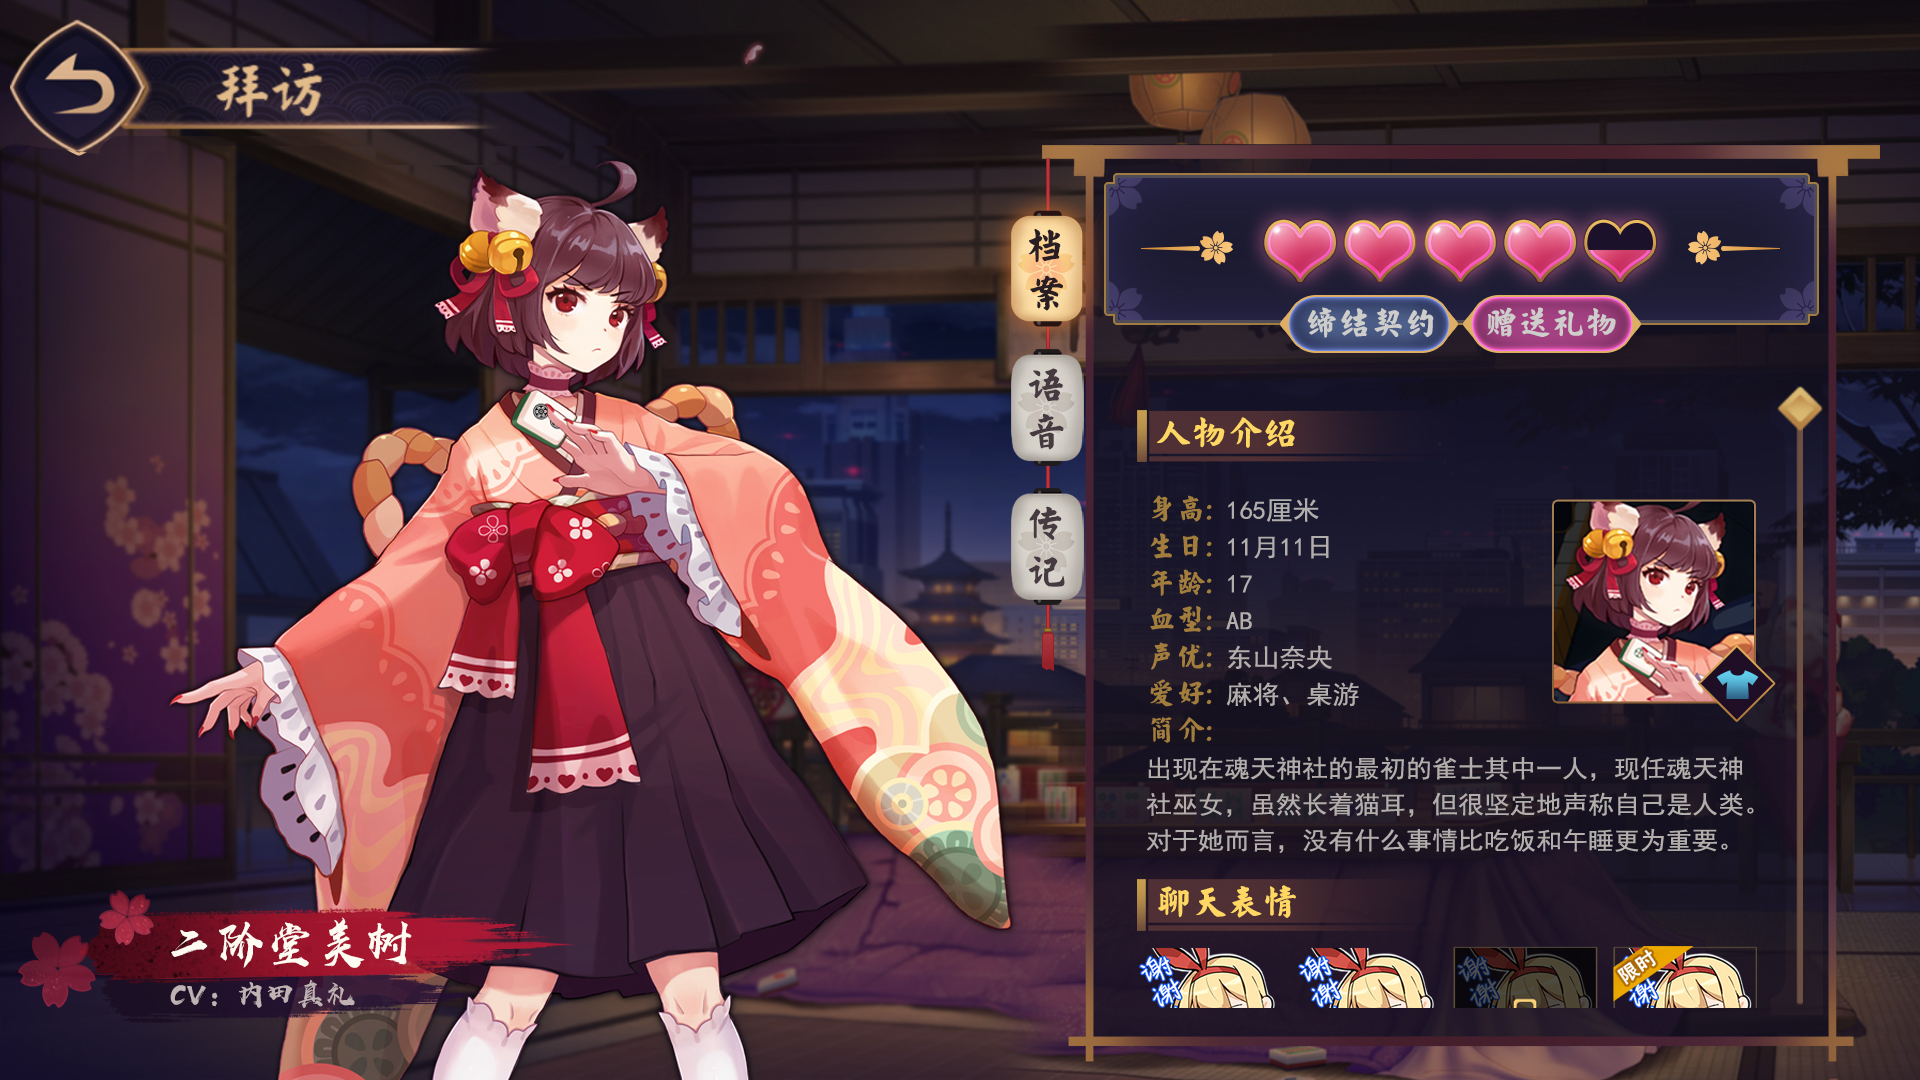 拜访
档案
语音
传记
缔结契约
赠送礼物
人物介绍
身高：165厘米
生日：11月11日
年龄：17
血型：AB
声优：东山奈央
爱好：麻将、桌游
简介：
出现在魂天神社的最初的雀士其中一人，现任魂天神
社巫女，虽然长着猫耳，但很坚定地声称自己是人类。
对于她而言，没有什么事情比吃饭和午睡更为重要。
聊天表情
谢谢
谢谢
谢谢
限时
谢谢
二阶堂美树
CV：内田真礼